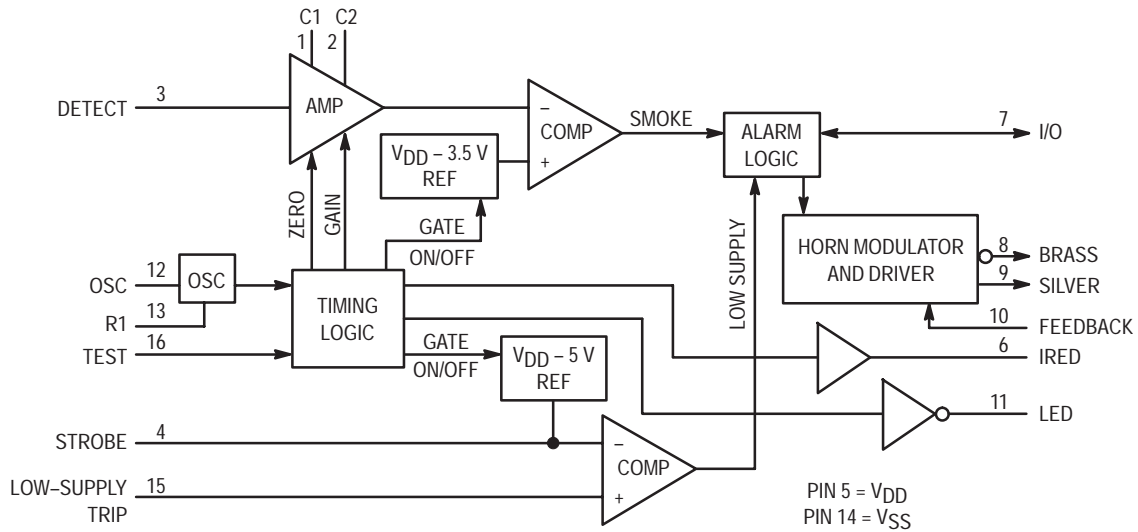 C1 C2
1 2
DETECT 3
AMP
–
COMP
+
SMOKE
ALARM
LOGIC
7 I/O
VDD – 3.5 V
REF
ZERO
GAIN
GATE
ON/OFF
LOW SUPPLY
HORN MODULATOR
AND DRIVER
8 BRASS
9 SILVER
10 FEEDBACK
OSC 12
OSC
R1 13
TEST 16
TIMING
LOGIC
GATE
ON/OFF
VDD – 5 V
REF
6 IRED
11 LED
STROBE 4
–
COMP
+
LOW–SUPPLY
TRIP
15
PIN 5 = VDD
PIN 14 = VSS